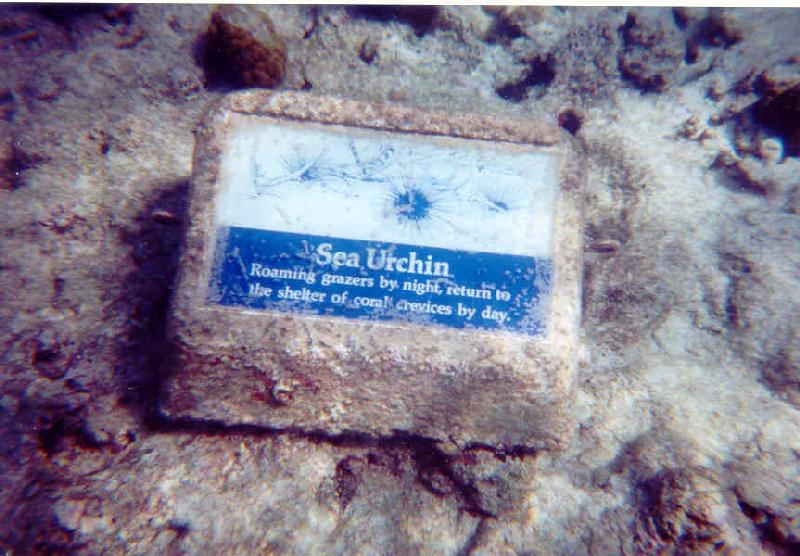 Sea Urchin
Roaming grazers by night, return to
the shelter of coral crevices by day.